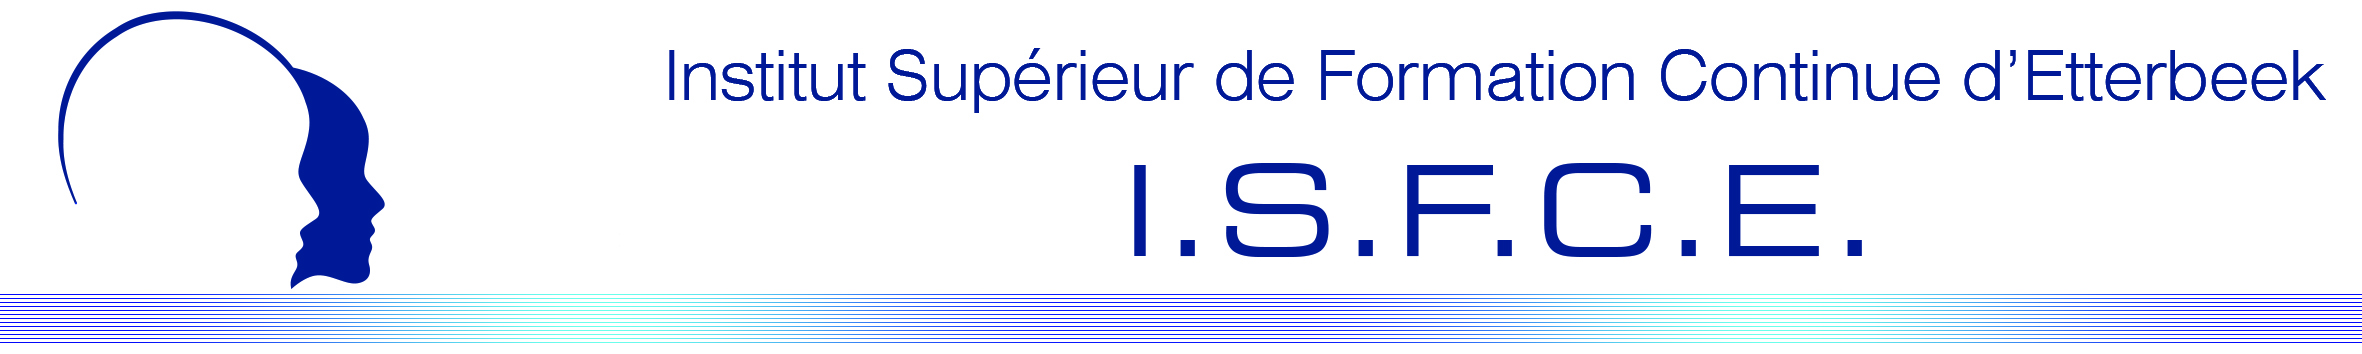 Institut Supérieur de Formation Continue d’Etterbeek
I.S.F.C.E.